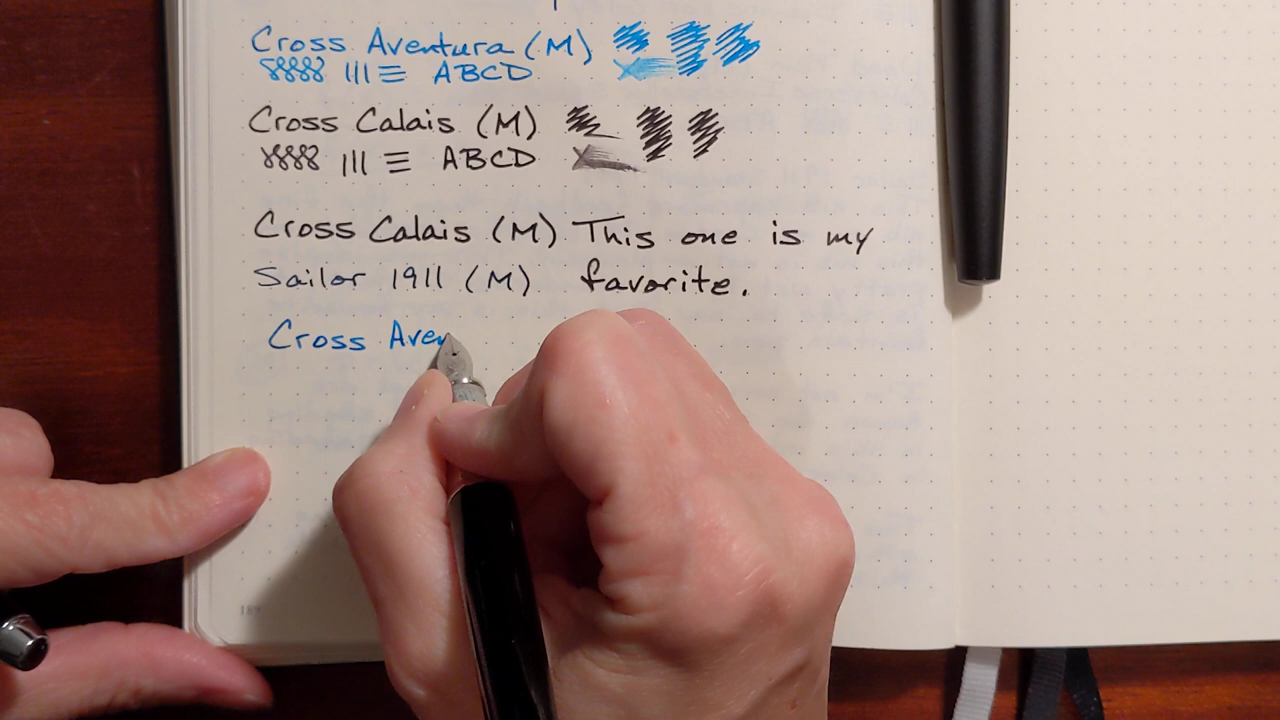 Cross Aventura (M)
88888 III ≡ ABCD
Cross Calais (M)
8888 III ≡ ABCD
Cross Calais (M) This one is my
Sailor 1911 (M) favorite.
Cross Aven